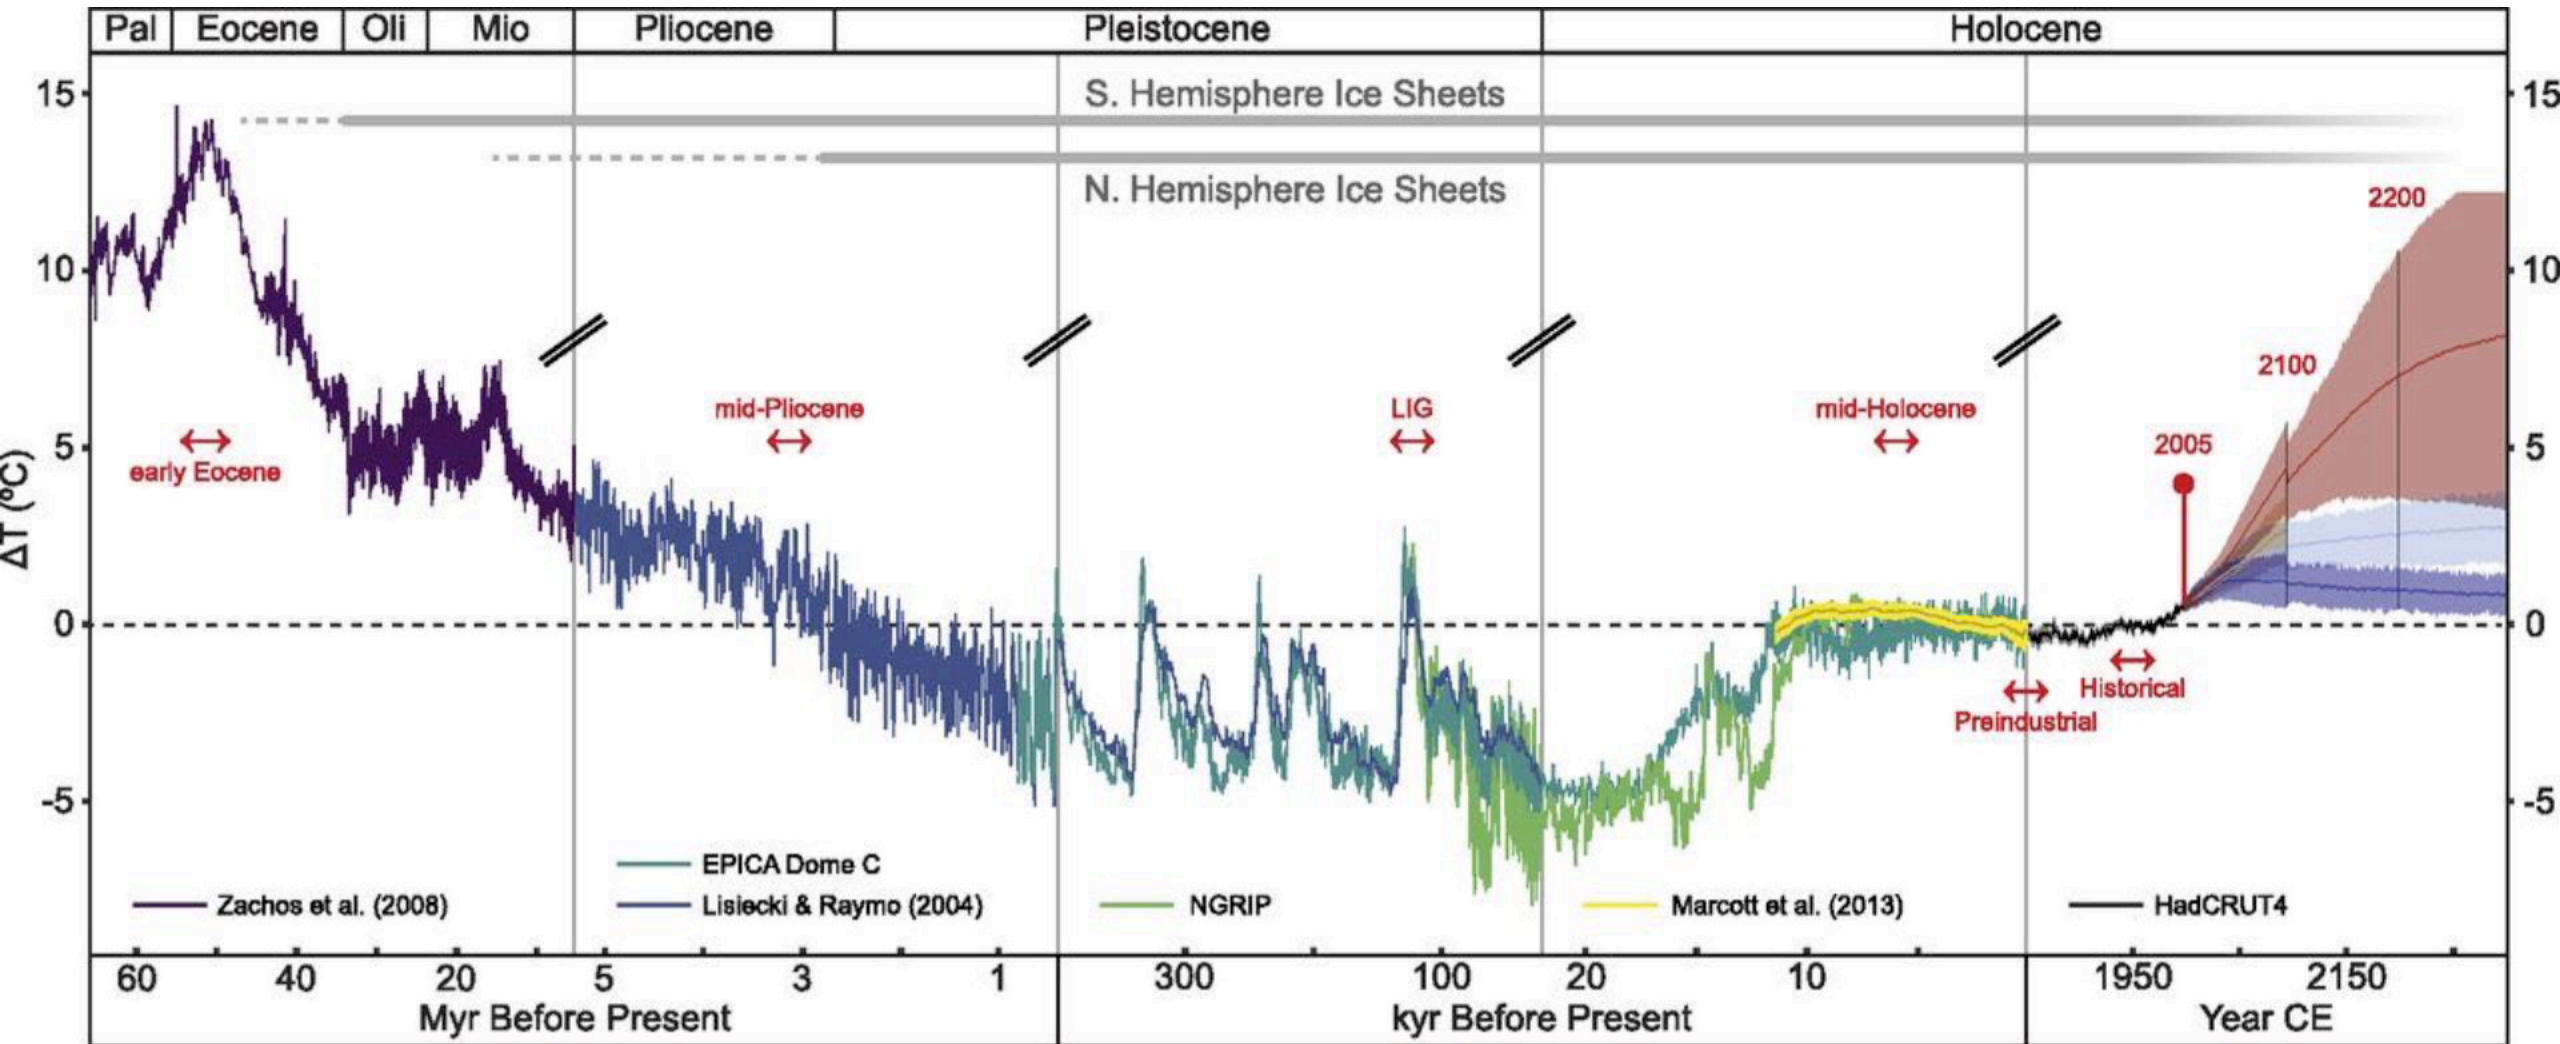 Pal Eocene Oli Mio Pliocene Pleistocene Holocene
15 S. Hemisphere Ice Sheets 15
N. Hemisphere Ice Sheets
2200
10 10
2100
mid-Pliocene LIG mid-Holocene
5 2005 5
early Eocene
ΔT (ºC)
0 0
Historical
Preindustrial
-5 -5
EPICA Dome C
Zachos et al. (2008) Lisiecki & Raymo (2004) NGRIP Marcott et al. (2013) HadCRUT4
60 40 20 5 3 1 300 100 20 10 1950 2150
Myr Before Present kyr Before Present Year CE